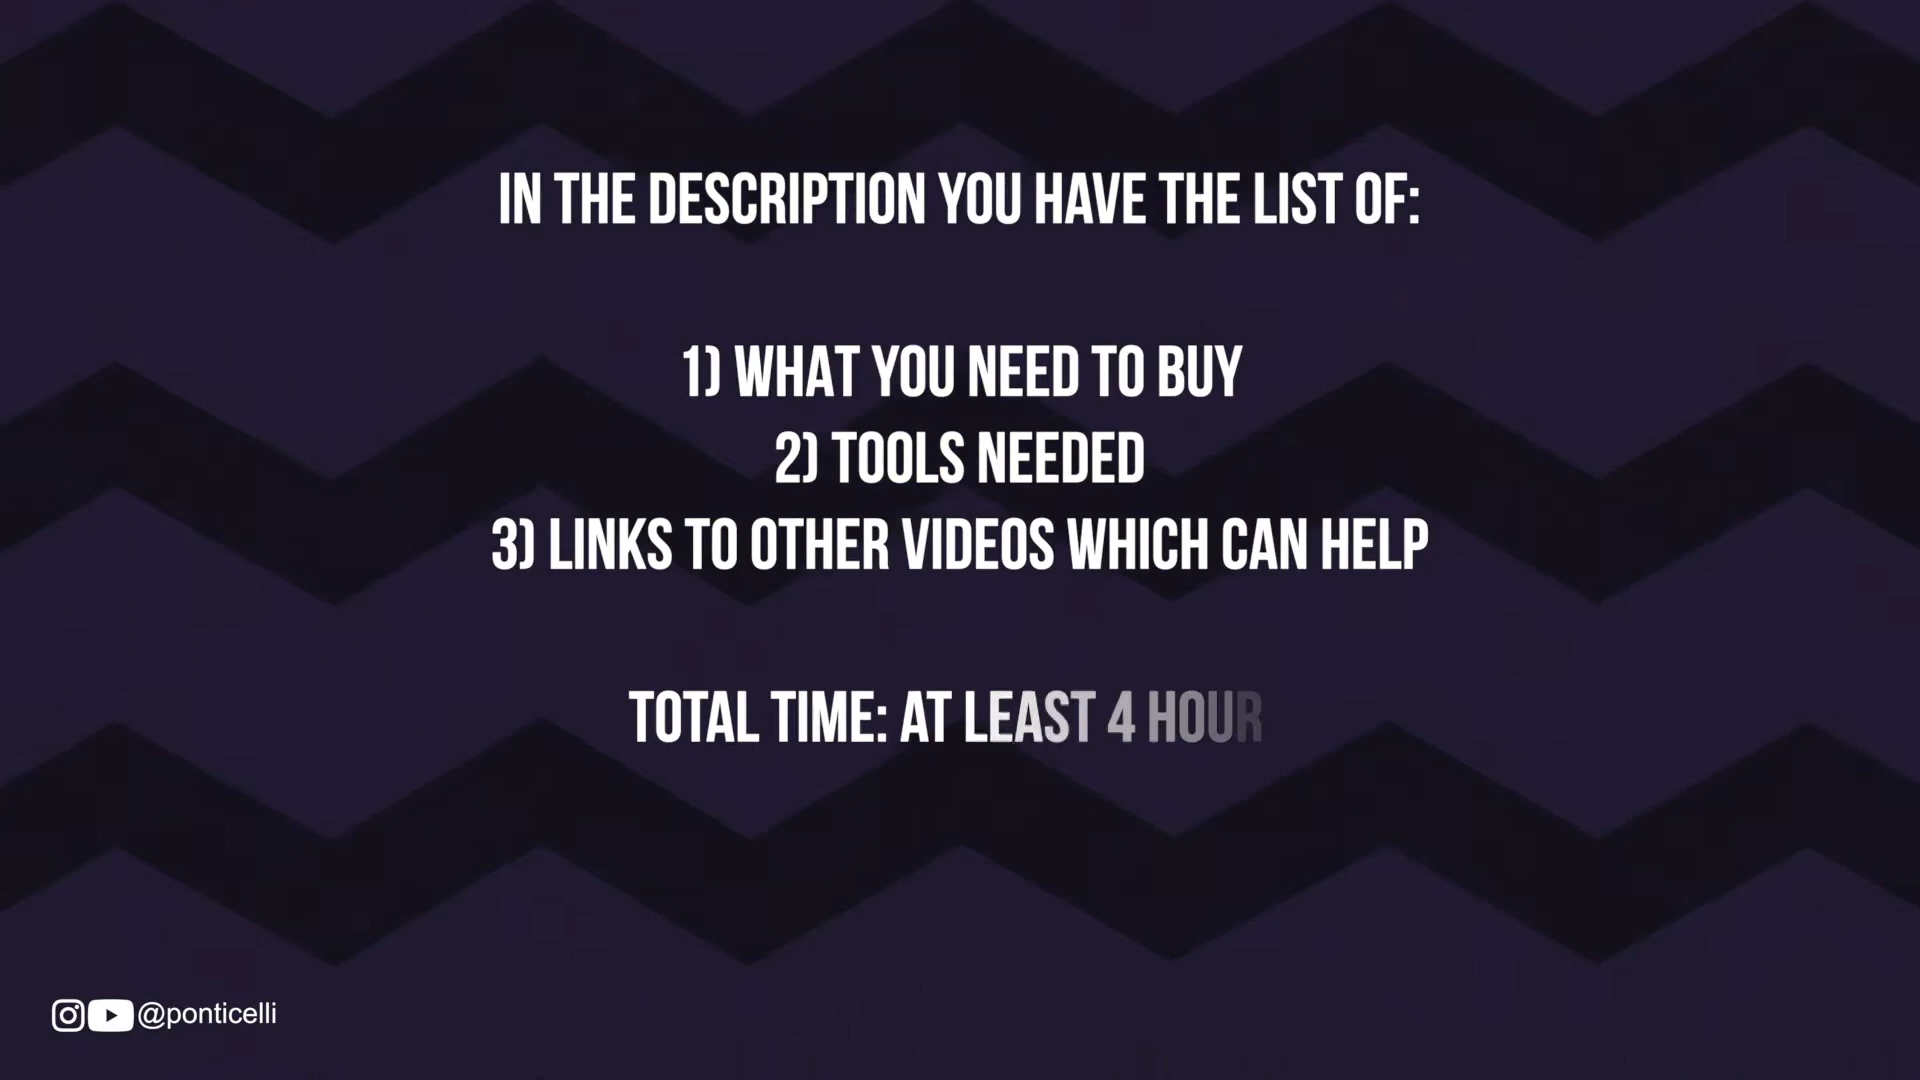 IN THE DESCRIPTION YOU HAVE THE LIST OF:
1) WHAT YOU NEED TO BUY
2) TOOLS NEEDED
3) LINKS TO OTHER VIDEOS WHICH CAN HELP
TOTAL TIME: AT LEAST 4 HOUR
@ponticelli